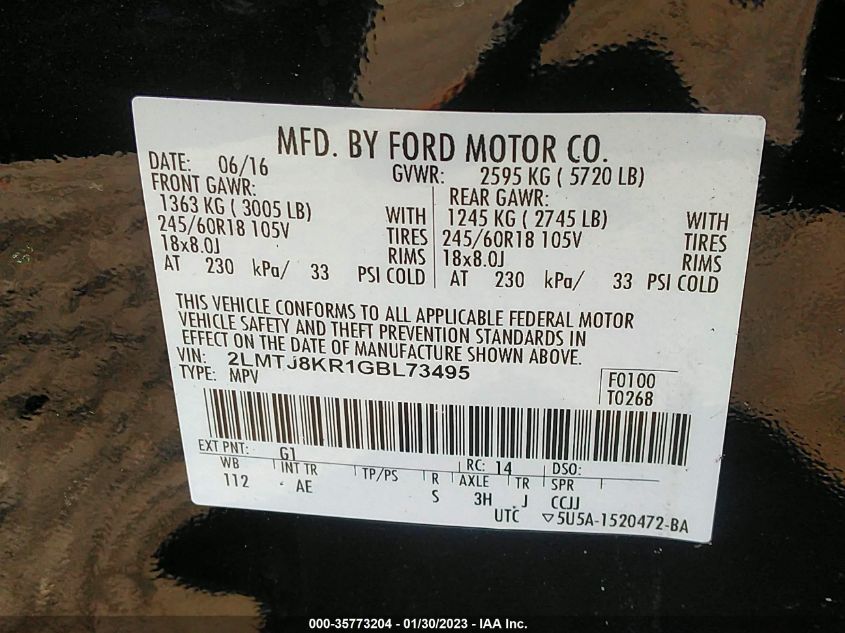 MFD. BY FORD MOTOR CO.
DATE: 06/16 GVWR: 2595 KG ( 5720 LB)
FRONT GAWR: REAR GAWR:
1363 KG ( 3005 LB) WITH 1245 KG ( 2745 LB) WITH
245/60R18 105V TIRES 245/60R18 105V TIRES
18x8.0J RIMS 18x8.0J RIMS
AT 230 kPa/ 33 PSI COLD AT 230 kPa/ 33 PSI COLD
THIS VEHICLE CONFORMS TO ALL APPLICABLE FEDERAL MOTOR
VEHICLE SAFETY AND THEFT PREVENTION STANDARDS IN
EFFECT ON THE DATE OF MANUFACTURE SHOWN ABOVE.
VIN: 2LMTJ8KR1GBL73495
TYPE: MPV
F0100
T0268
EXT PNT: G1 RC: 14 DSO:
WB INT TR TP/PS R AXLE TR SPR
112 AE S 3H J CCJJ
UTC ▽5U5A-1520472-BA
000-35773204 - 01/30/2023 - IAA Inc.